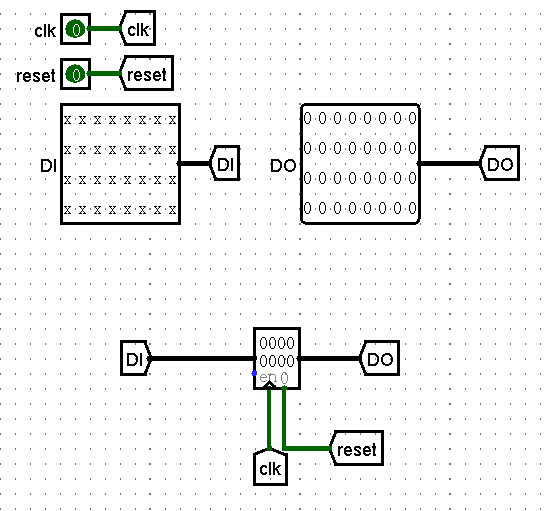 clk 0 clk
reset 0 reset
x x x x x x x x 0 0 0 0 0 0 0 0
x x x x x x x x 0 0 0 0 0 0 0 0
DI DI DO DO
x x x x x x x x 0 0 0 0 0 0 0 0
x x x x x x x x 0 0 0 0 0 0 0 0
0000
DI 0000 DO
en 0
reset
clk